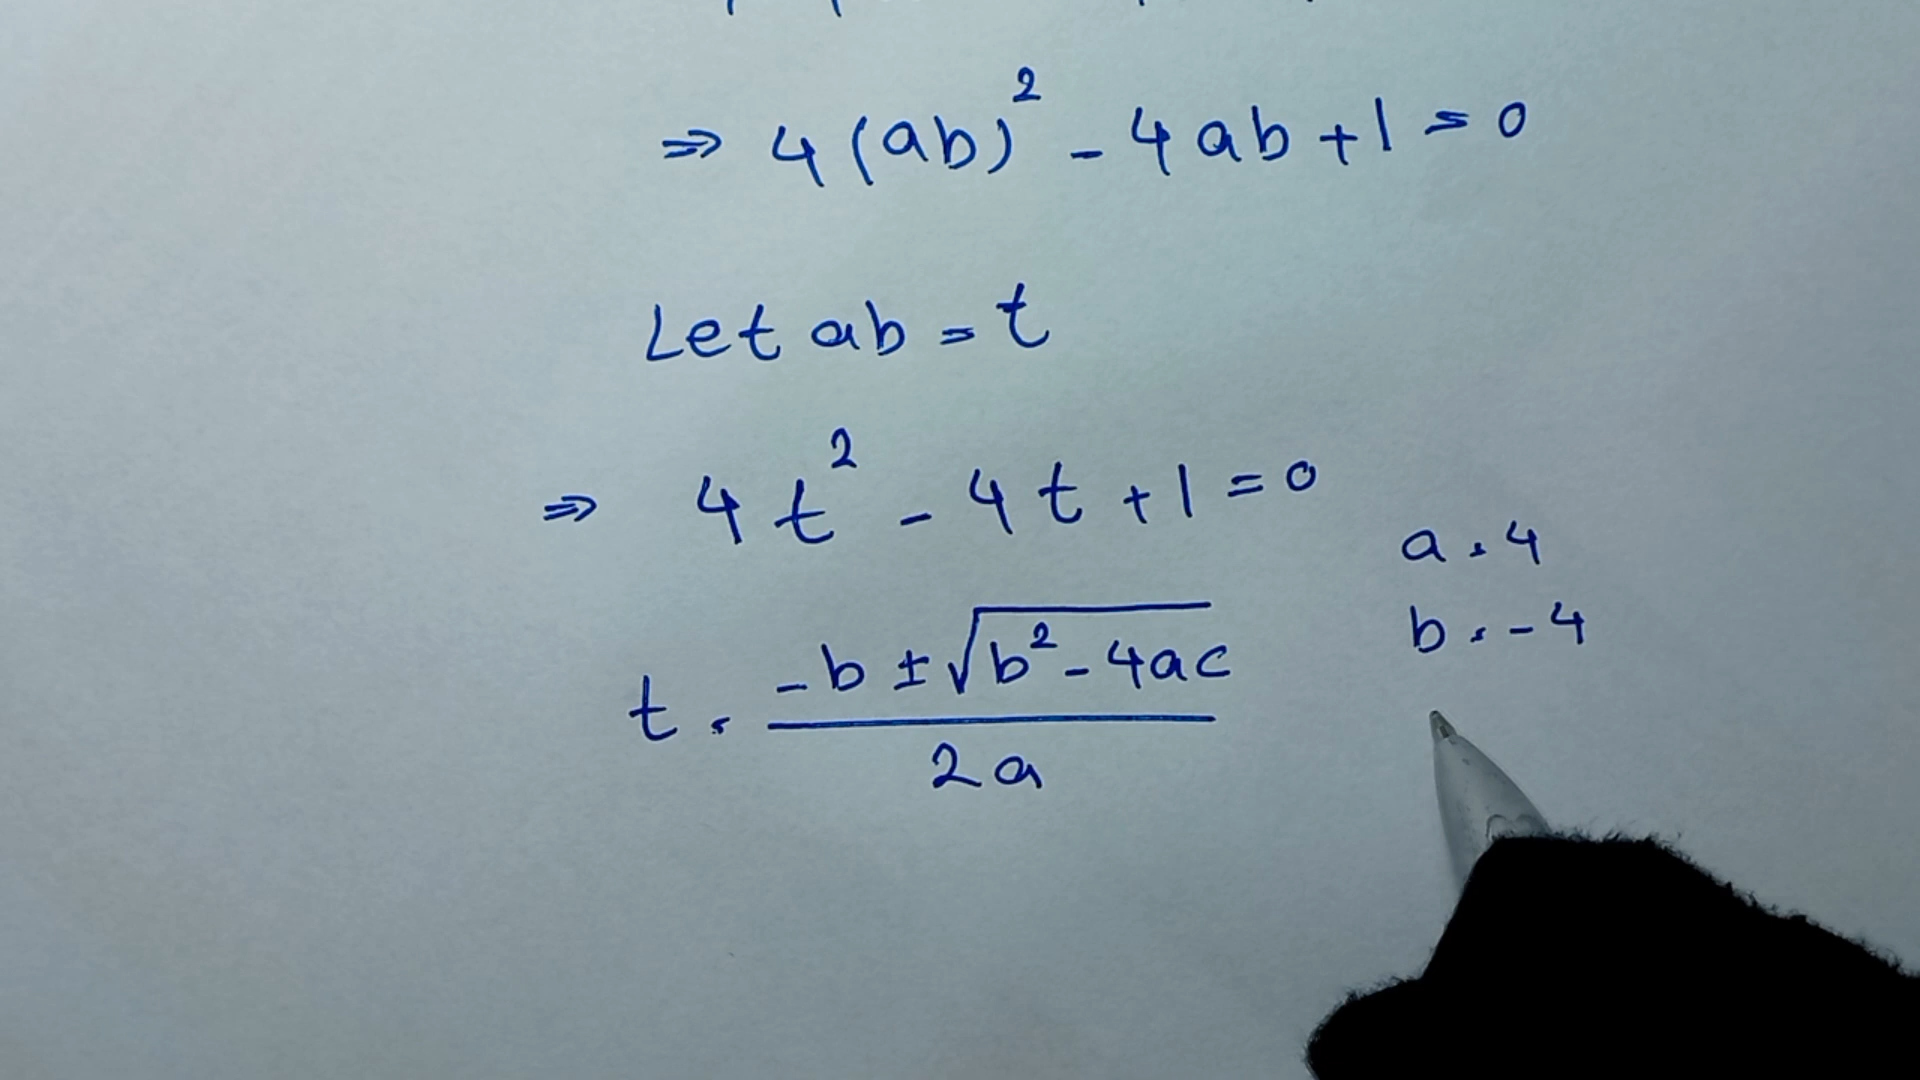 ⇒ 4(ab)² - 4ab + 1 = 0
Let ab = t
⇒ 4t² - 4t + 1 = 0
a = 4
b = -4
t = (-b ± √(b² - 4ac)) / 2a